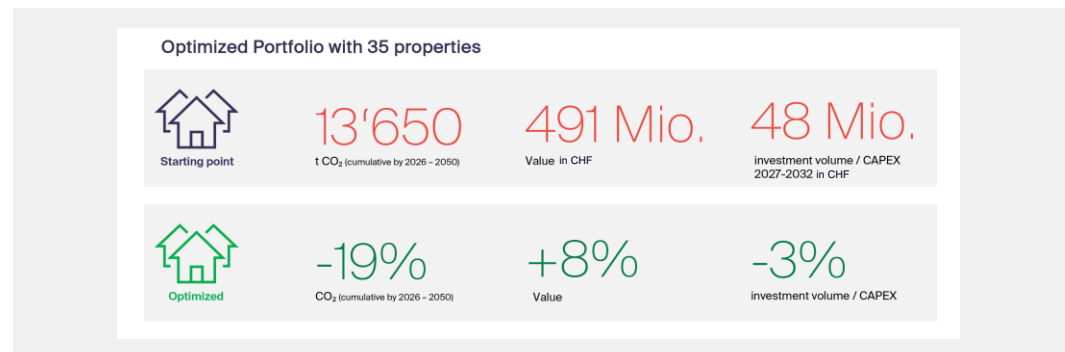 Optimized Portfolio with 35 properties
13'650
491 Mio.
48 Mio.
Starting point
t CO₂ (cumulative by 2026 – 2050)
Value in CHF
investment volume / CAPEX
2027-2032 in CHF
-19%
+8%
-3%
Optimized
CO₂ (cumulative by 2026 – 2050)
Value
investment volume / CAPEX